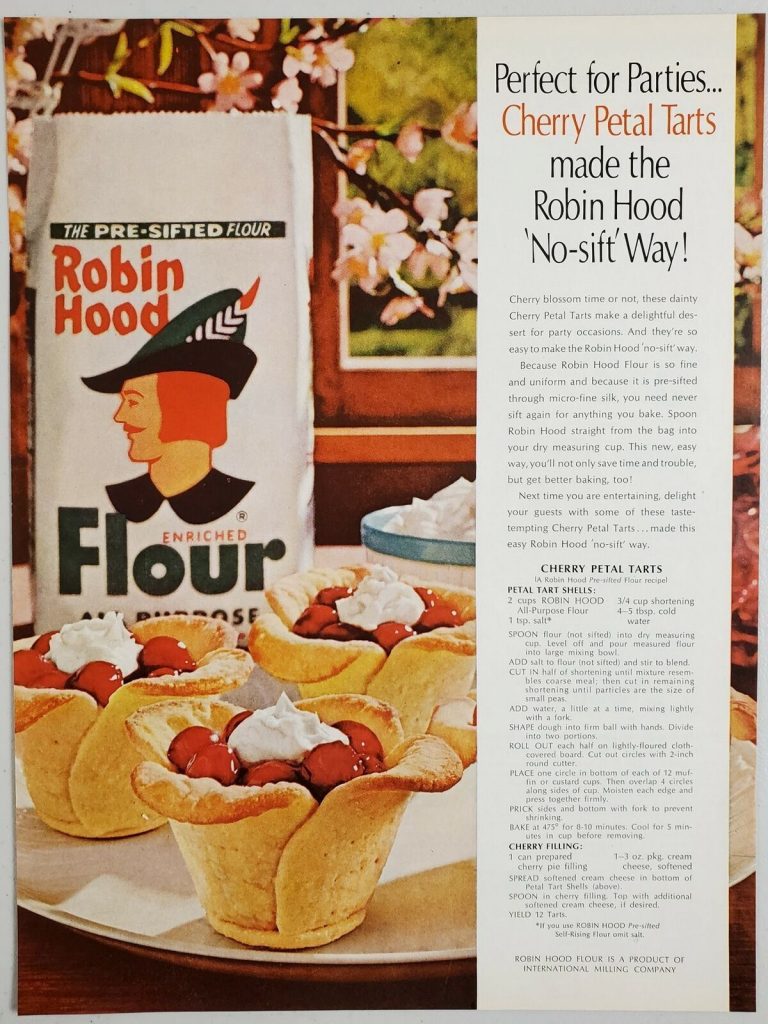 THE PRE-SIFTED FLOUR
Robin
Hood
ENRICHED
®
Flour
ALL PURPOSE
Perfect for Parties...
Cherry Petal Tarts
made the
Robin Hood
'No-sift' Way!
Cherry blossom time or not, these dainty
Cherry Petal Tarts make a delightful des-
sert for party occasions. And they're so
easy to make the Robin Hood 'no-sift' way.
Because Robin Hood Flour is so fine
and uniform and because it is pre-sifted
through micro-fine silk, you need never
sift again for anything you bake. Spoon
Robin Hood straight from the bag into
your dry measuring cup. This new, easy
way, you'll not only save time and trouble,
but get better baking, too!
Next time you are entertaining, delight
your guests with some of these taste-
tempting Cherry Petal Tarts... made this
easy Robin Hood 'no-sift' way.
CHERRY PETAL TARTS
(A Robin Hood Pre-sifted Flour recipe)
PETAL TART SHELLS:
2 cups ROBIN HOOD 3/4 cup shortening
All-Purpose Flour 4–5 tbsp. cold
1 tsp. salt* water
SPOON flour (not sifted) into dry measuring
cup. Level off and pour measured flour
into large mixing bowl.
ADD salt to flour (not sifted) and stir to blend.
CUT IN half of shortening until mixture resem-
bles coarse meal; then cut in remaining
shortening until particles are the size of
small peas.
ADD water, a little at a time, mixing lightly
with a fork.
SHAPE dough into firm ball with hands. Divide
into two portions.
ROLL OUT each half on lightly-floured cloth-
covered board. Cut out circles with 2-inch
round cutter.
PLACE one circle in bottom of each of 12 muf-
fin or custard cups. Then overlap 4 circles
along sides of cup. Moisten each edge and
press together firmly.
PRICK sides and bottom with fork to prevent
shrinking.
BAKE at 475° for 8-10 minutes. Cool for 5 min-
utes in cup before removing.
CHERRY FILLING:
1 can prepared 1–3 oz. pkg. cream
cherry pie filling cheese, softened
SPREAD softened cream cheese in bottom of
Petal Tart Shells (above).
SPOON in cherry filling. Top with additional
softened cream cheese, if desired.
YIELD 12 Tarts.
*If you use ROBIN HOOD Pre-sifted
Self-Rising Flour omit salt.
ROBIN HOOD FLOUR IS A PRODUCT OF
INTERNATIONAL MILLING COMPANY